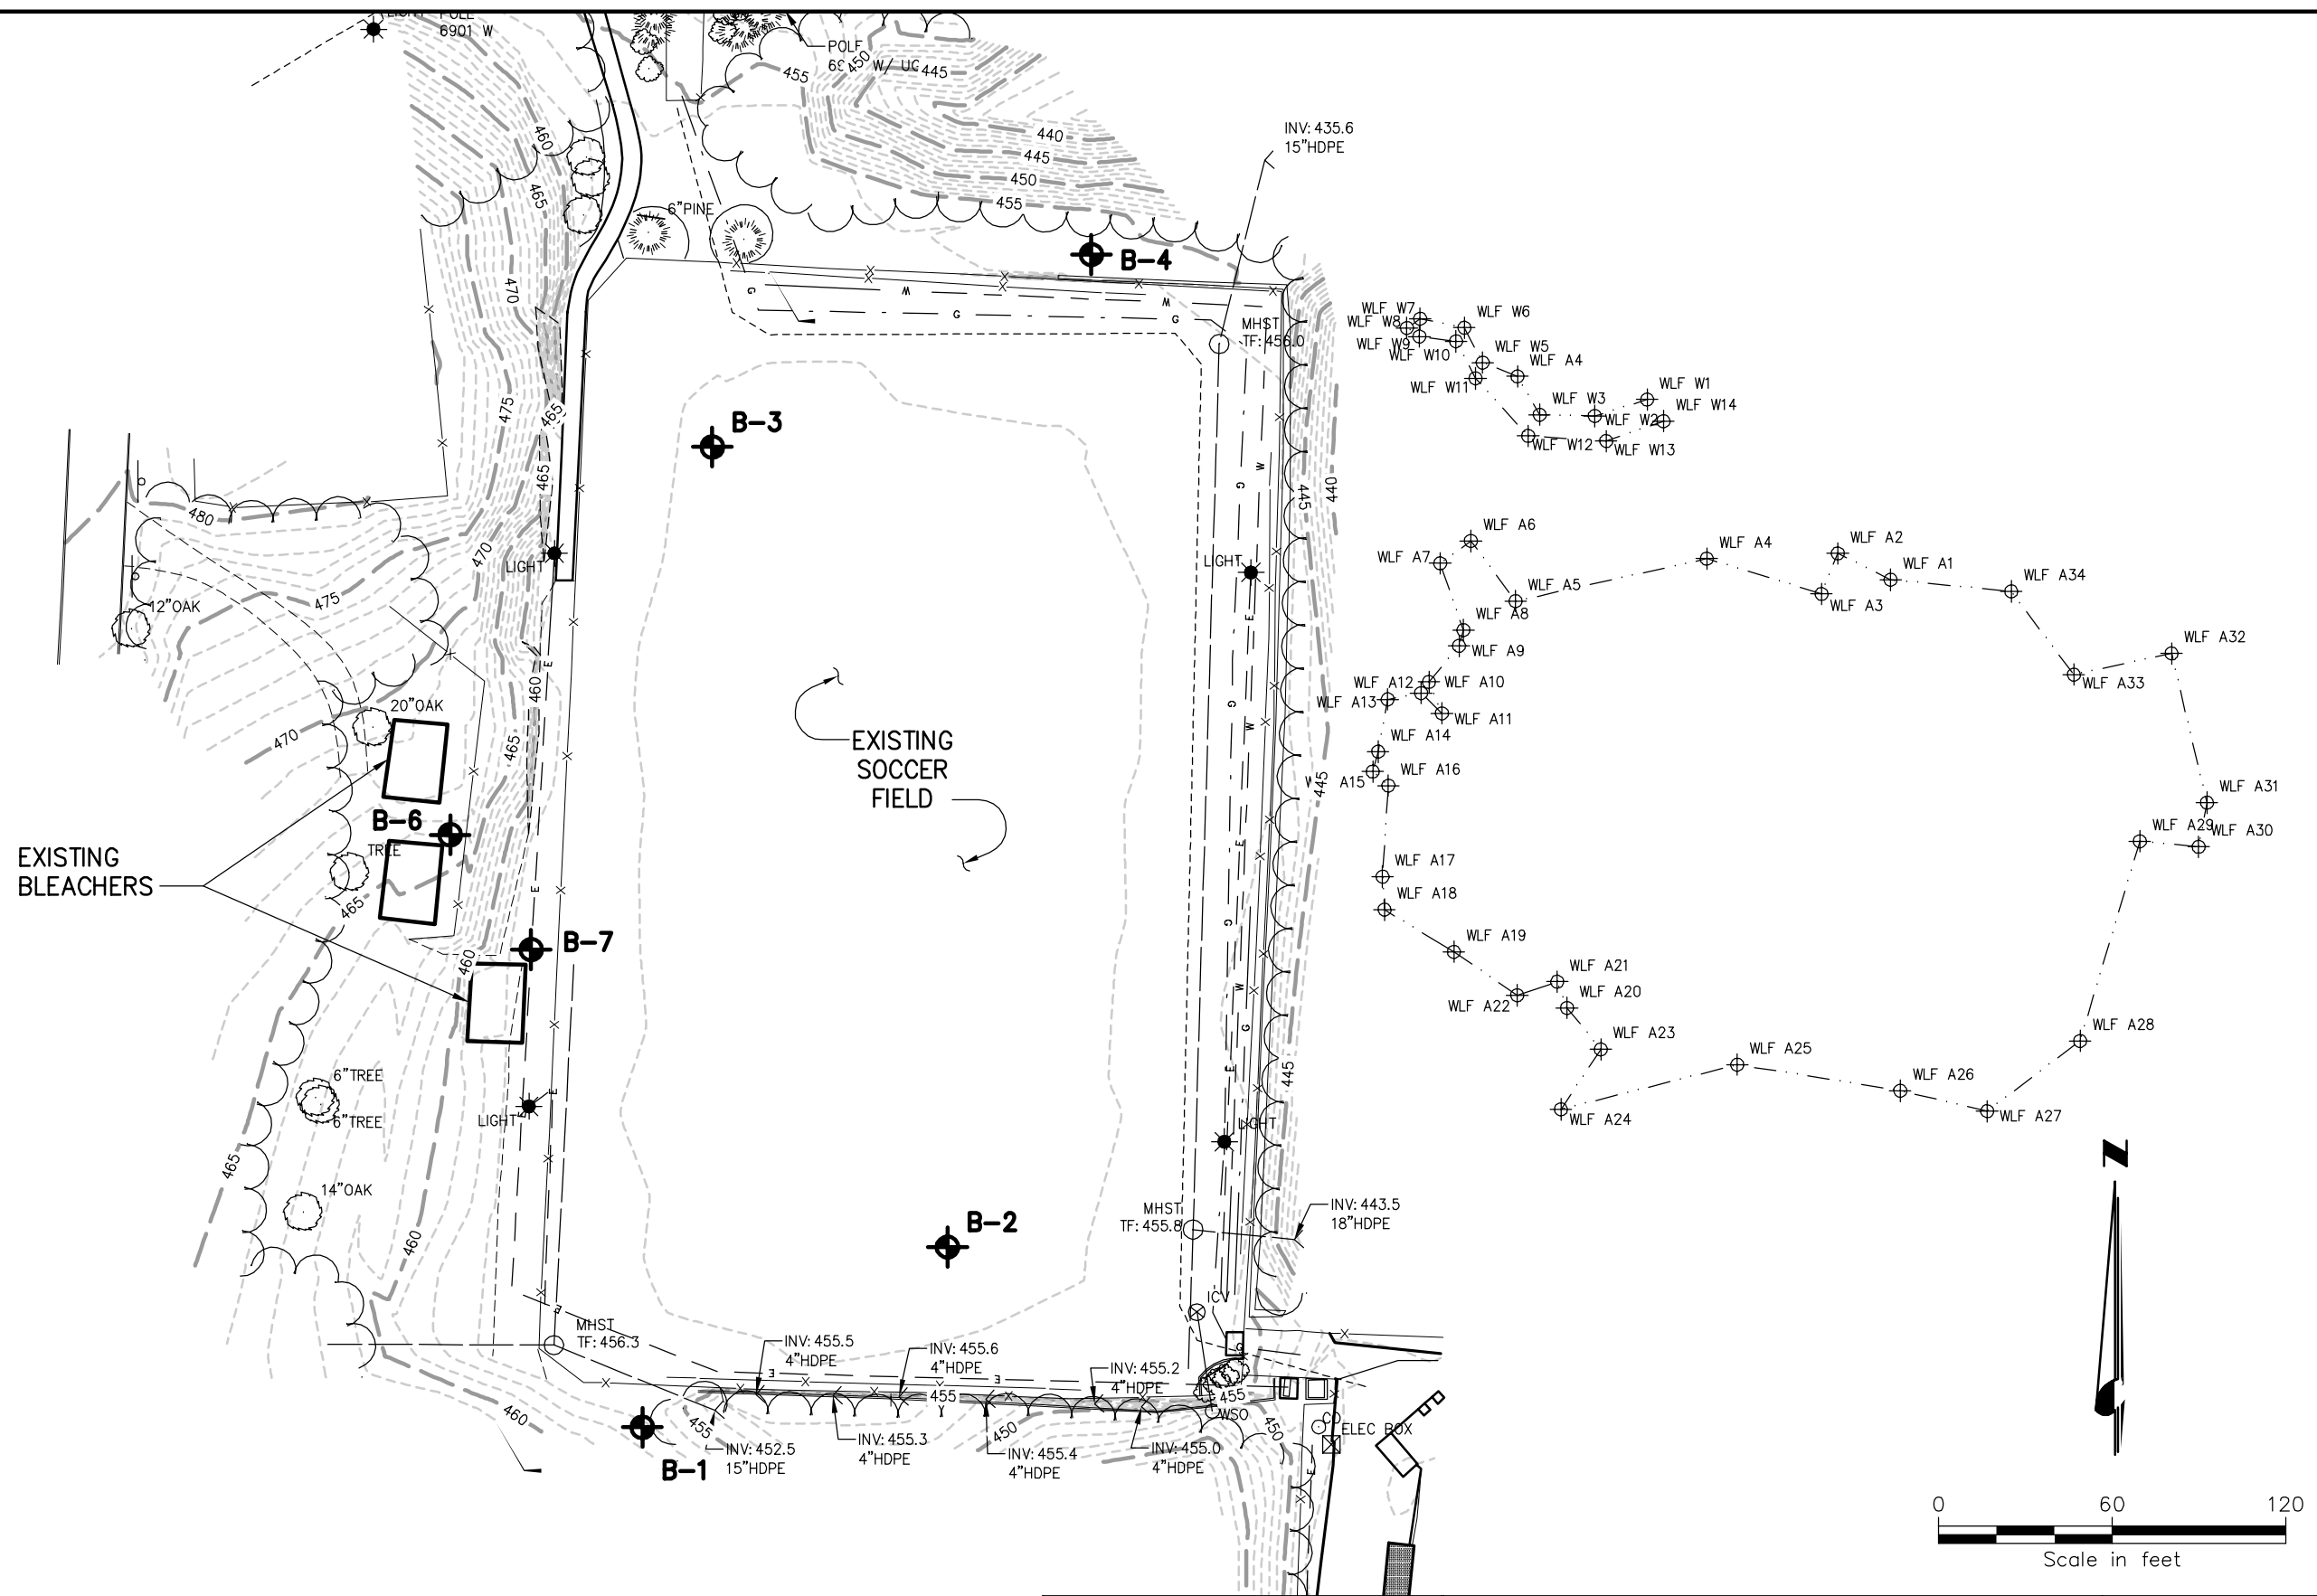 6901 W
POLE
W/ UG
455
450
445
460
440
445
450
455
465
470
475
465
465
6"PINE
INV: 435.6
15"HDPE
B-4
W
W
G
G
G
MHST
TF: 456.0
WLF W7
WLF W8
WLF W9
WLF W10
WLF W6
WLF W5
WLF A4
WLF W11
WLF W3
WLF W1
WLF W14
WLF W2
WLF W12
WLF W13
B-3
480
470
475
LIGHT
12"OAK
LIGHT
445
440
W
G
E
WLF A6
WLF A7
WLF A5
WLF A4
WLF A2
WLF A1
WLF A3
WLF A34
WLF A8
WLF A9
WLF A32
WLF A33
WLF A10
WLF A12
WLF A13
WLF A11
WLF A14
A15
WLF A16
WLF A31
WLF A29
WLF A30
WLF A17
WLF A18
WLF A19
WLF A21
WLF A20
WLF A22
WLF A23
WLF A28
WLF A25
WLF A26
WLF A24
WLF A27
20"OAK
470
460
465
E
EXISTING
SOCCER
FIELD
G
W
445
B-6
TREE
EXISTING
BLEACHERS
465
B-7
460
E
E
G
W
G
E
445
6"TREE
6"TREE
LIGHT
E
E
LIGHT
465
14"OAK
460
B-2
MHST
TF: 455.8
INV: 443.5
18"HDPE
N
ICV
E
MHST
TF: 456.3
INV: 455.5
4"HDPE
INV: 455.6
4"HDPE
INV: 455.2
4"HDPE
G
E
E
455
455
WSO
460
455
450
450
CO
ELEC BOX
B-1
INV: 452.5
15"HDPE
INV: 455.3
4"HDPE
INV: 455.4
4"HDPE
INV: 455.0
4"HDPE
E
0 60 120
Scale in feet